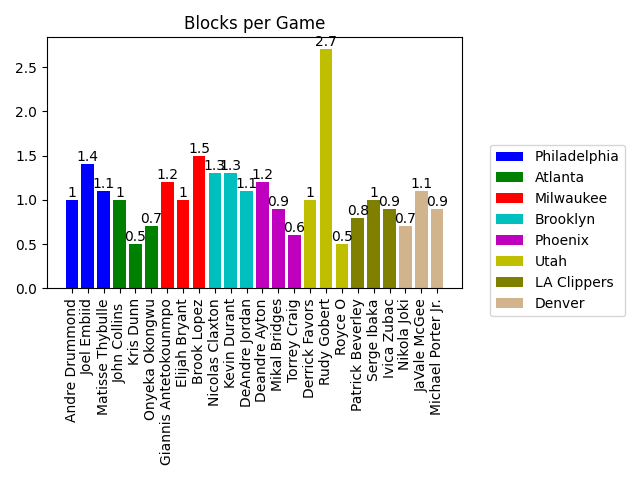 Blocks per Game
2.5
2.0
1.5
1.0
0.5
0.0
1
1.4
1.1
1
0.5
0.7
1.2
1
1.5
1.3
1.3
1.1
1.2
0.9
0.6
1
2.7
0.5
0.8
1
0.9
0.7
1.1
0.9
Andre Drummond
Joel Embiid
Matisse Thybulle
John Collins
Kris Dunn
Onyeka Okongwu
Giannis Antetokounmpo
Elijah Bryant
Brook Lopez
Nicolas Claxton
Kevin Durant
DeAndre Jordan
Deandre Ayton
Mikal Bridges
Torrey Craig
Derrick Favors
Rudy Gobert
Royce O
Patrick Beverley
Serge Ibaka
Ivica Zubac
Nikola Joki
JaVale McGee
Michael Porter Jr.
Philadelphia
Atlanta
Milwaukee
Brooklyn
Phoenix
Utah
LA Clippers
Denver